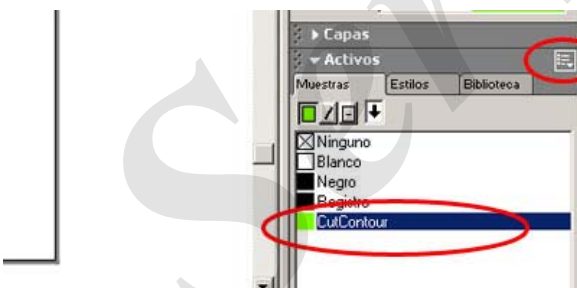 Capas
Activos
Muestras Estilos Biblioteca
Ninguno
Blanco
Negro
Registro
CutContour